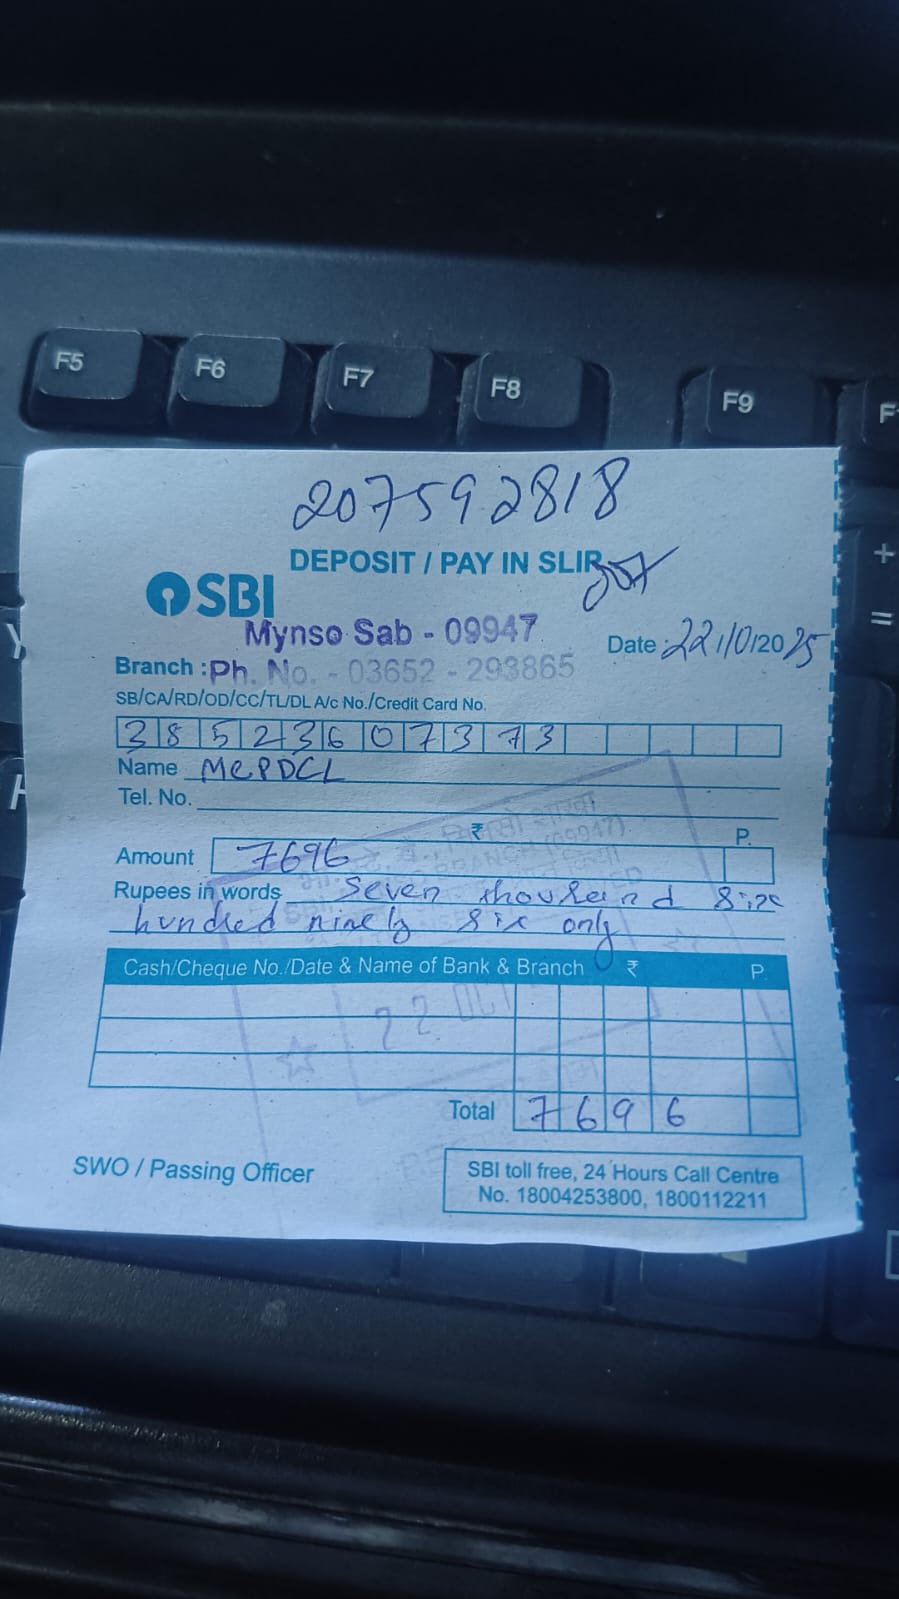 F5
F6
F7
F8
F9
207592818
DEPOSIT / PAY IN SLIP
SBI
Mynso Sab - 09947
Date : 22/10/2025
Branch : Ph. No. - 03652 - 293865
SB/CA/RD/OD/CC/TL/DL A/c No./Credit Card No.
38523607373
Name MePDCL
Tel. No.
₹ P.
Amount 7696
Rupees in words seven thousand six
hundred ninety six only
Cash/Cheque No./Date & Name of Bank & Branch ₹ P.
22 OCT
Total 7696
SWO / Passing Officer
SBI toll free, 24 Hours Call Centre
No. 18004253800, 1800112211